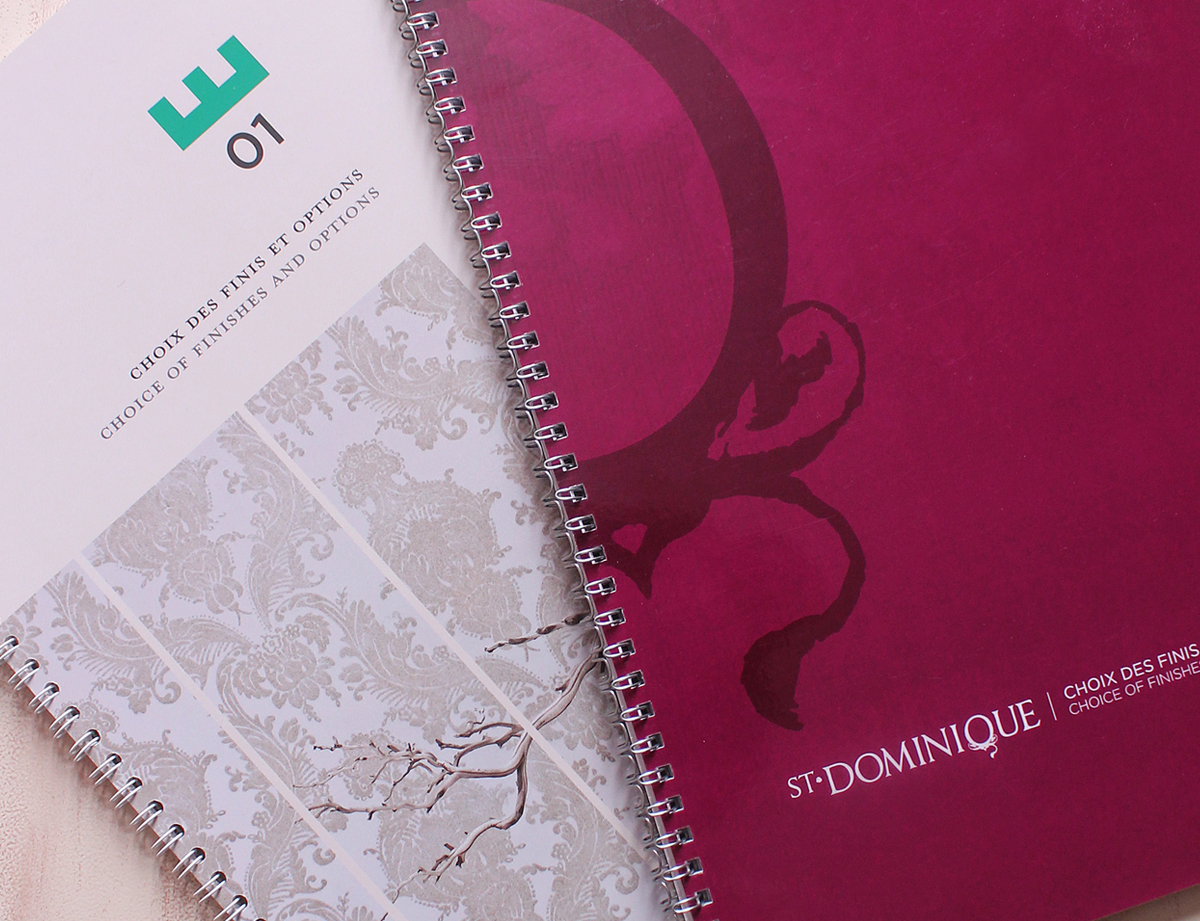 01
CHOIX DES FINIS ET OPTIONS
CHOICE OF FINISHES AND OPTIONS
ST•DOMINIQUE
CHOIX DES FINIS
CHOICE OF FINISHE